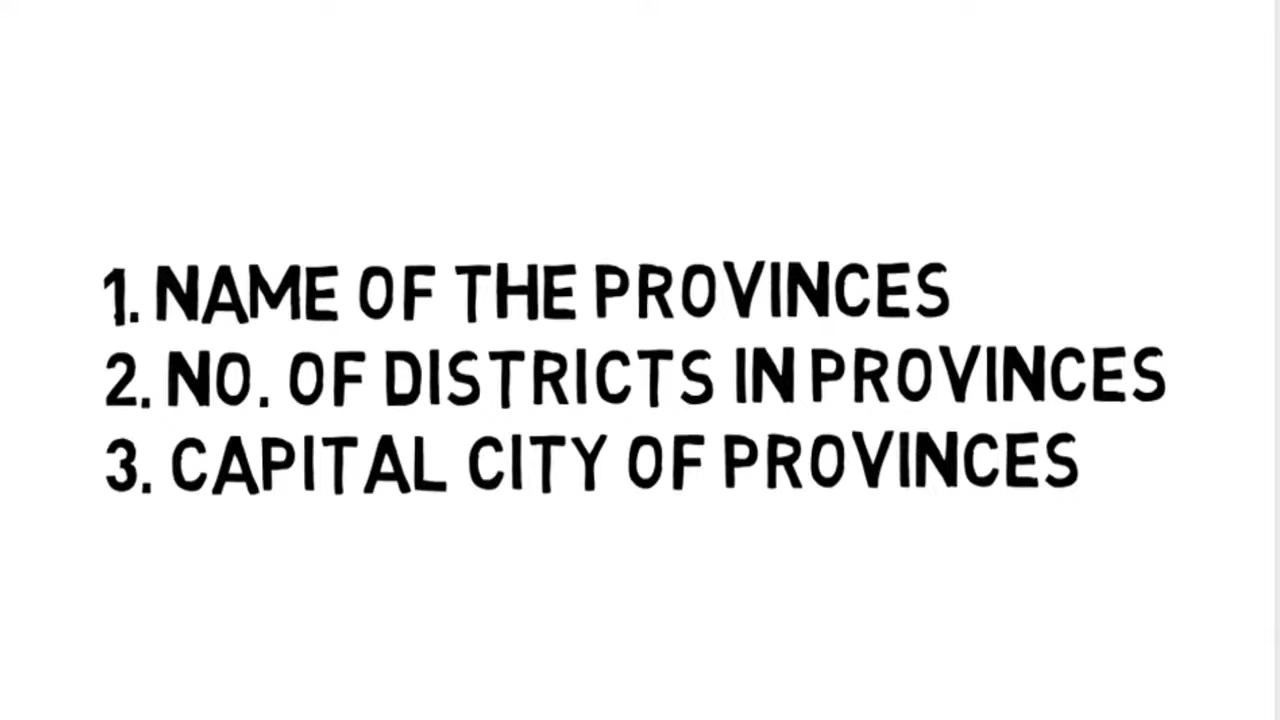 1. NAME OF THE PROVINCES
2. NO. OF DISTRICTS IN PROVINCES
3. CAPITAL CITY OF PROVINCES